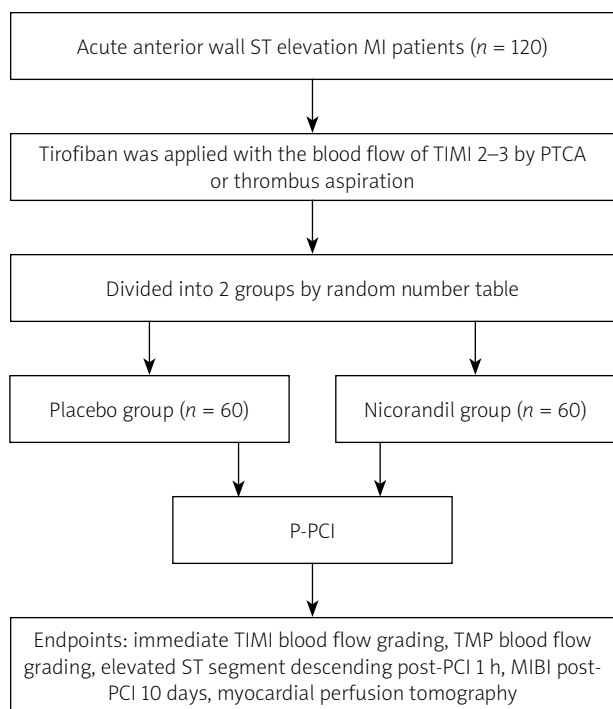 Acute anterior wall ST elevation MI patients (n = 120)
Tirofiban was applied with the blood flow of TIMI 2–3 by PTCA
or thrombus aspiration
Divided into 2 groups by random number table
Placebo group (n = 60)
Nicorandil group (n = 60)
P-PCI
Endpoints: immediate TIMI blood flow grading, TMP blood flow
grading, elevated ST segment descending post-PCI 1 h, MIBI post-
PCI 10 days, myocardial perfusion tomography